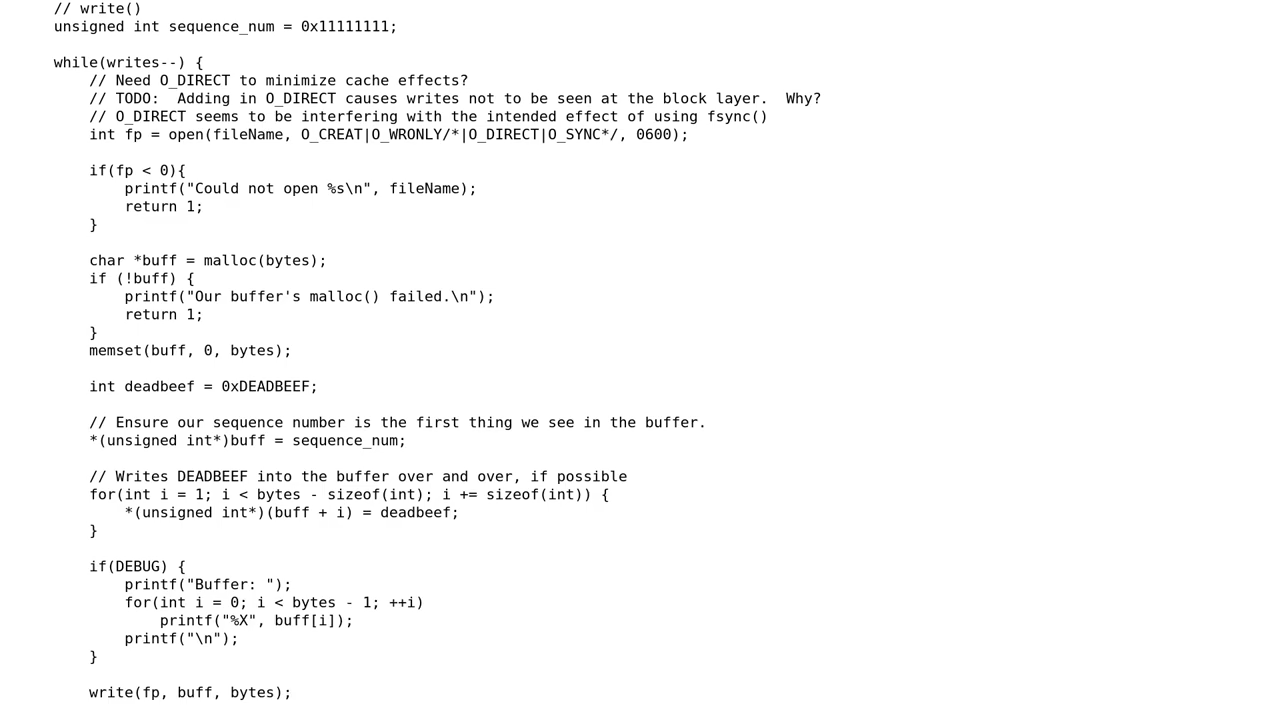 // write()
unsigned int sequence_num = 0x11111111;

while(writes--) {
    // Need O_DIRECT to minimize cache effects?
    // TODO:  Adding in O_DIRECT causes writes not to be seen at the block layer.  Why?
    // O_DIRECT seems to be interfering with the intended effect of using fsync()
    int fp = open(fileName, O_CREAT|O_WRONLY/*|O_DIRECT|O_SYNC*/, 0600);

    if(fp < 0){
        printf("Could not open %s\n", fileName);
        return 1;
    }

    char *buff = malloc(bytes);
    if (!buff) {
        printf("Our buffer's malloc() failed.\n");
        return 1;
    }
    memset(buff, 0, bytes);

    int deadbeef = 0xDEADBEEF;

    // Ensure our sequence number is the first thing we see in the buffer.
    *(unsigned int*)buff = sequence_num;

    // Writes DEADBEEF into the buffer over and over, if possible
    for(int i = 1; i < bytes - sizeof(int); i += sizeof(int)) {
        *(unsigned int*)(buff + i) = deadbeef;
    }

    if(DEBUG) {
        printf("Buffer: ");
        for(int i = 0; i < bytes - 1; ++i)
            printf("%X", buff[i]);
        printf("\n");
    }

    write(fp, buff, bytes);